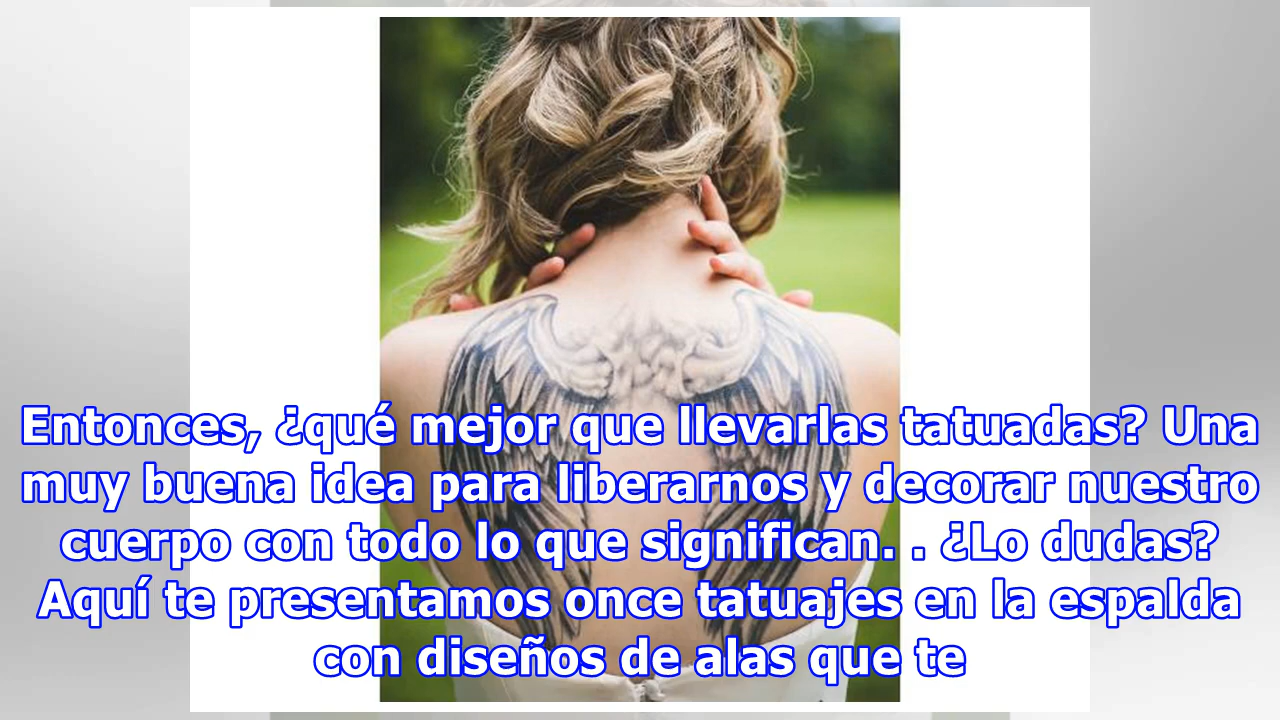 Entonces, ¿qué mejor que llevarlas tatuadas? Una
muy buena idea para liberarnos y decorar nuestro
cuerpo con todo lo que significan. . ¿Lo dudas?
Aquí te presentamos once tatuajes en la espalda
con diseños de alas que te